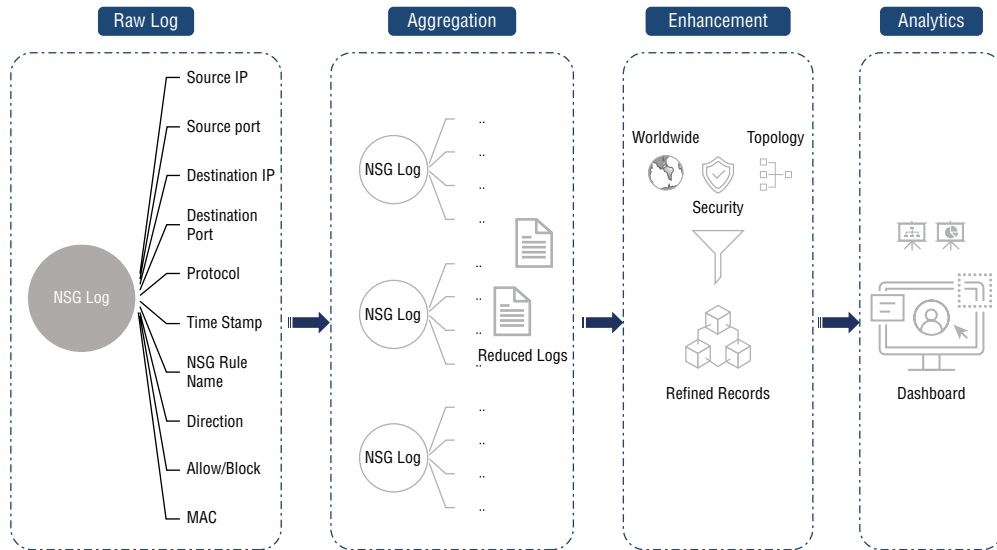 Raw Log
Aggregation
Enhancement
Analytics
NSG Log
Source IP
Source port
Destination IP
Destination
Port
Protocol
Time Stamp
NSG Rule
Name
Direction
Allow/Block
MAC
NSG Log
..
..
..
..
NSG Log
..
..
..
..
Reduced Logs
NSG Log
..
..
..
..
Worldwide
Topology
Security
Refined Records
Dashboard